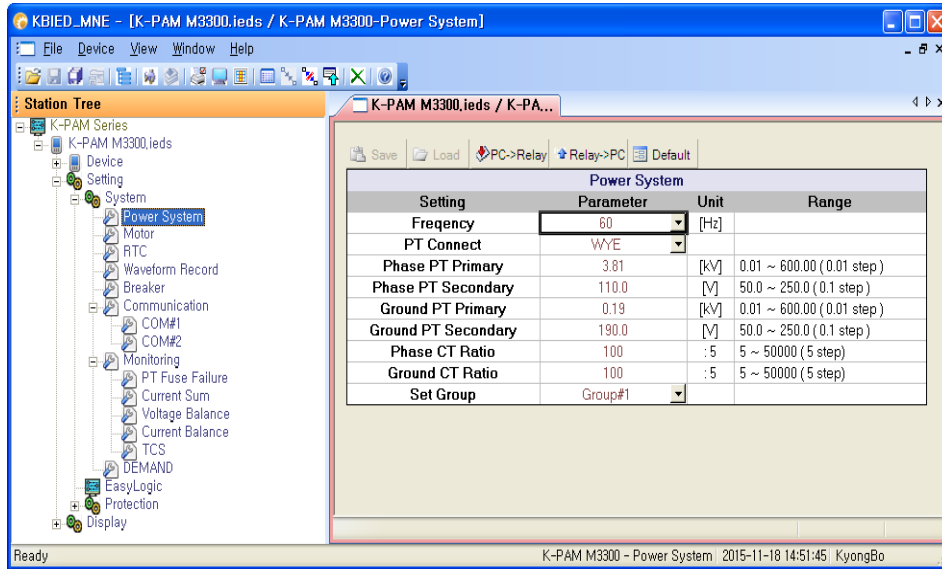 KBIED_MNE - [K-PAM M3300.ieds / K-PAM M3300-Power System]
File Device View Window Help
Station Tree
K-PAM Series
K-PAM M3300.ieds
Device
Setting
System
Power System
Motor
RTC
Waveform Record
Breaker
Communication
COM#1
COM#2
Monitoring
PT Fuse Failure
Current Sum
Voltage Balance
Current Balance
TCS
DEMAND
EasyLogic
Protection
Display
K-PAM M3300.ieds / K-PA...
Save Load PC->Relay Relay->PC Default
Power System
Setting Parameter Unit Range
Freqency 60 [Hz]
PT Connect WYE
Phase PT Primary 3.81 [kV] 0.01 ~ 600.00 ( 0.01 step )
Phase PT Secondary 110.0 [V] 50.0 ~ 250.0 ( 0.1 step )
Ground PT Primary 0.19 [kV] 0.01 ~ 600.00 ( 0.01 step )
Ground PT Secondary 190.0 [V] 50.0 ~ 250.0 ( 0.1 step )
Phase CT Ratio 100 : 5 5 ~ 50000 ( 5 step)
Ground CT Ratio 100 : 5 5 ~ 50000 ( 5 step)
Set Group Group#1
Ready K-PAM M3300 - Power System 2015-11-18 14:51:45 KyongBo